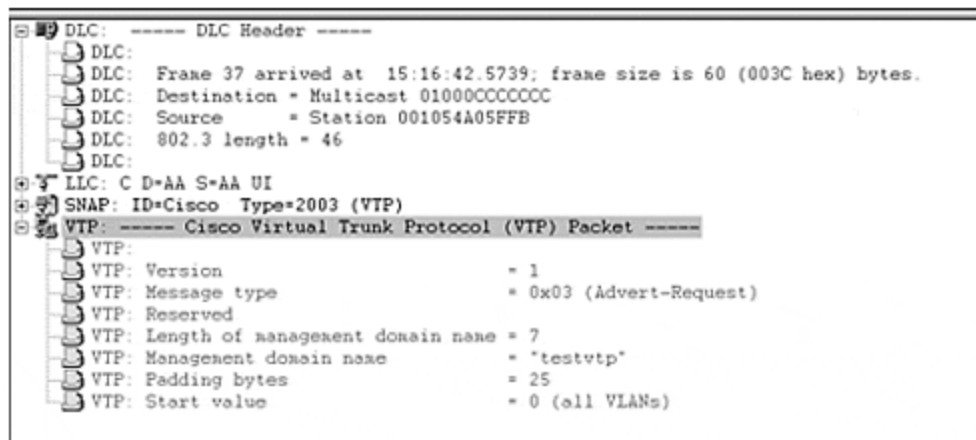 DLC: ----- DLC Header -----
DLC:
DLC: Frame 37 arrived at 15:16:42.5739; frame size is 60 (003C hex) bytes.
DLC: Destination = Multicast 01000CCCCCCC
DLC: Source = Station 001054A05FFB
DLC: 802.3 length = 46
DLC:
LLC: C D=AA S=AA UI
SNAP: ID=Cisco Type=2003 (VTP)
VTP: ----- Cisco Virtual Trunk Protocol (VTP) Packet -----
VTP:
VTP: Version = 1
VTP: Message type = 0x03 (Advert-Request)
VTP: Reserved
VTP: Length of management domain name = 7
VTP: Management domain name = "testvtp"
VTP: Padding bytes = 25
VTP: Start value = 0 (all VLANs)